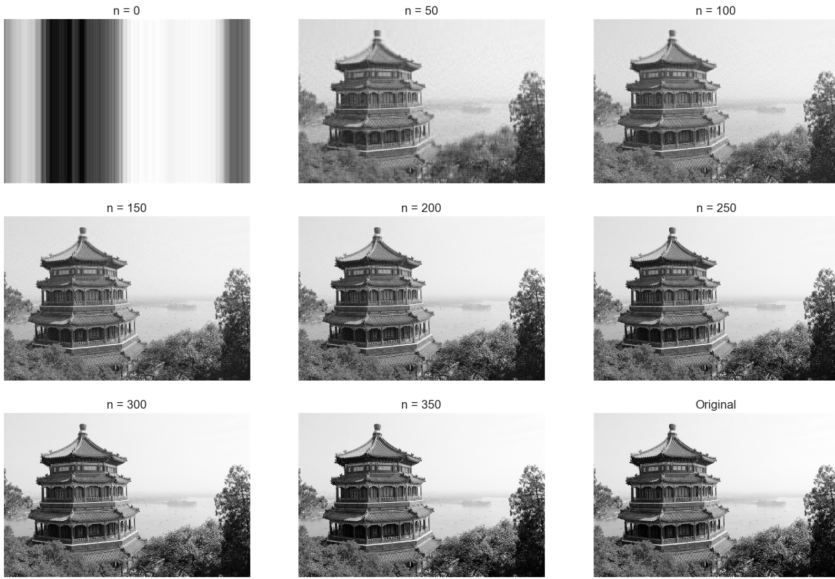 n = 0
n = 50
n = 100
n = 150
n = 200
n = 250
n = 300
n = 350
Original